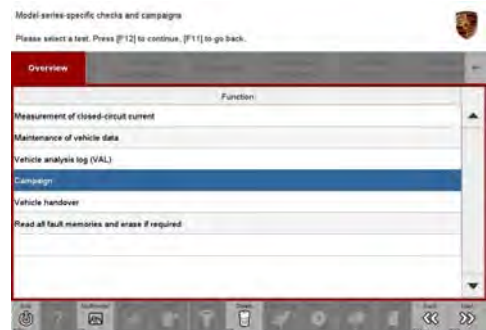 Model-series-specific checks and campaigns
Please select a test. Press [F12] to continue, [F11] to go back.
Overview
Function:
Measurement of closed-circuit current
Maintenance of vehicle data
Vehicle analysis log (VAL)
Campaign
Vehicle handover
Read all fault memories and erase if required